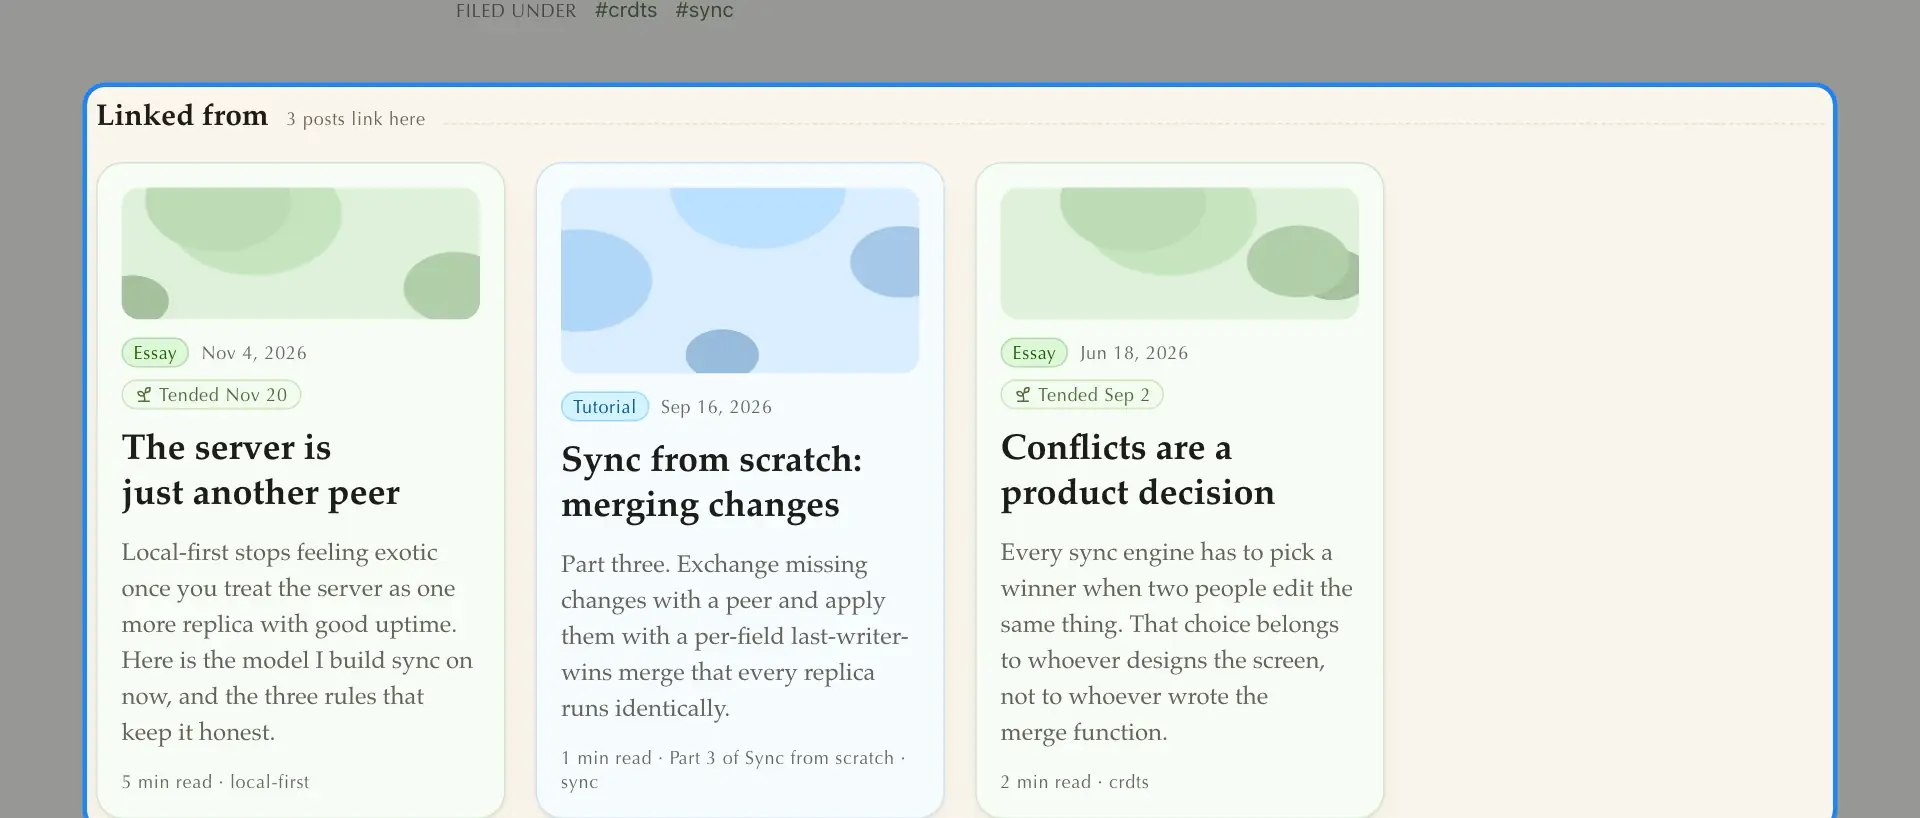 FILED UNDER #crdts #sync
Linked from 3 posts link here
Essay Nov 4, 2026
Tended Nov 20
The server is
just another peer
Local-first stops feeling exotic
once you treat the server as one
more replica with good uptime.
Here is the model I build sync on
now, and the three rules that
keep it honest.
5 min read · local-first
Tutorial Sep 16, 2026
Sync from scratch:
merging changes
Part three. Exchange missing
changes with a peer and apply
them with a per-field last-writer-
wins merge that every replica
runs identically.
1 min read · Part 3 of Sync from scratch ·
sync
Essay Jun 18, 2026
Tended Sep 2
Conflicts are a
product decision
Every sync engine has to pick a
winner when two people edit the
same thing. That choice belongs
to whoever designs the screen,
not to whoever wrote the
merge function.
2 min read · crdts